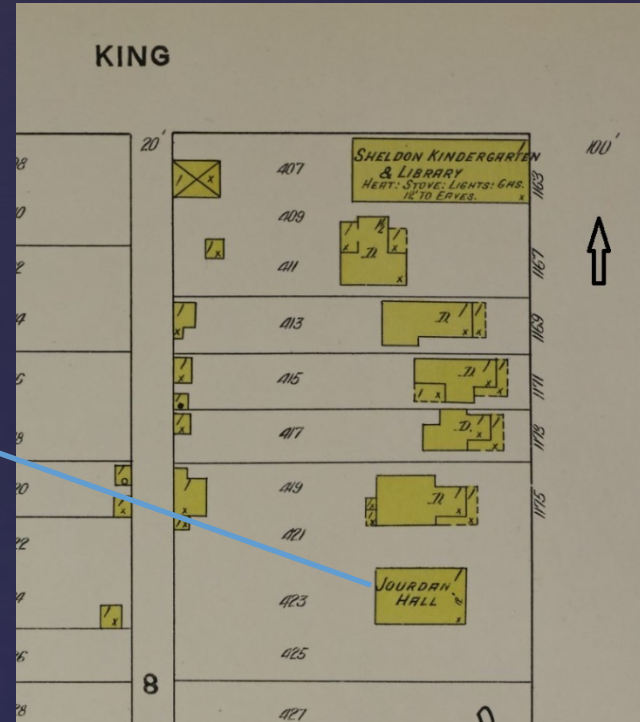 KING
20'
100'
407
SHELDON KINDERGARTEN
& LIBRARY
HEAT: STOVE: LIGHTS: GAS.
12' TO EAVES.
1163
409
411
1167
413
1169
415
1171
417
1173
419
1175
421
JOURDAN
HALL
423
425
8
427